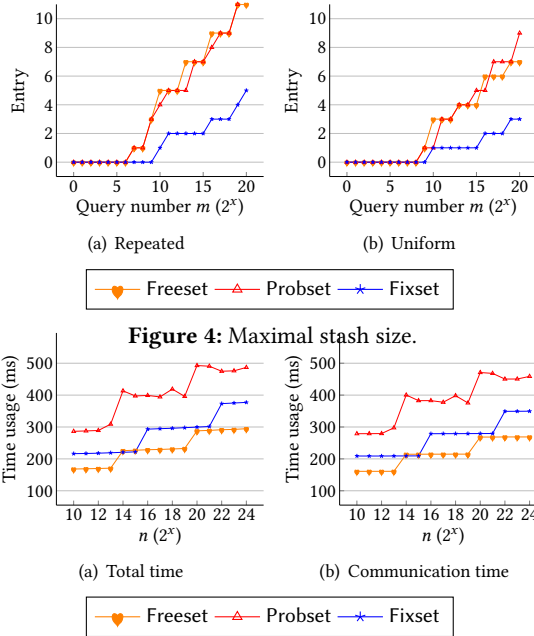 10
8
6
4
2
0
Entry
0 5 10 15 20
Query number m (2^x)
(a) Repeated
10
8
6
4
2
0
Entry
0 5 10 15 20
Query number m (2^x)
(b) Uniform
Freeset Probset Fixset
Figure 4: Maximal stash size.
500
400
300
200
100
Time usage (ms)
10 12 14 16 18 20 22 24
n (2^x)
(a) Total time
500
400
300
200
100
Time usage (ms)
10 12 14 16 18 20 22 24
n (2^x)
(b) Communication time
Freeset Probset Fixset